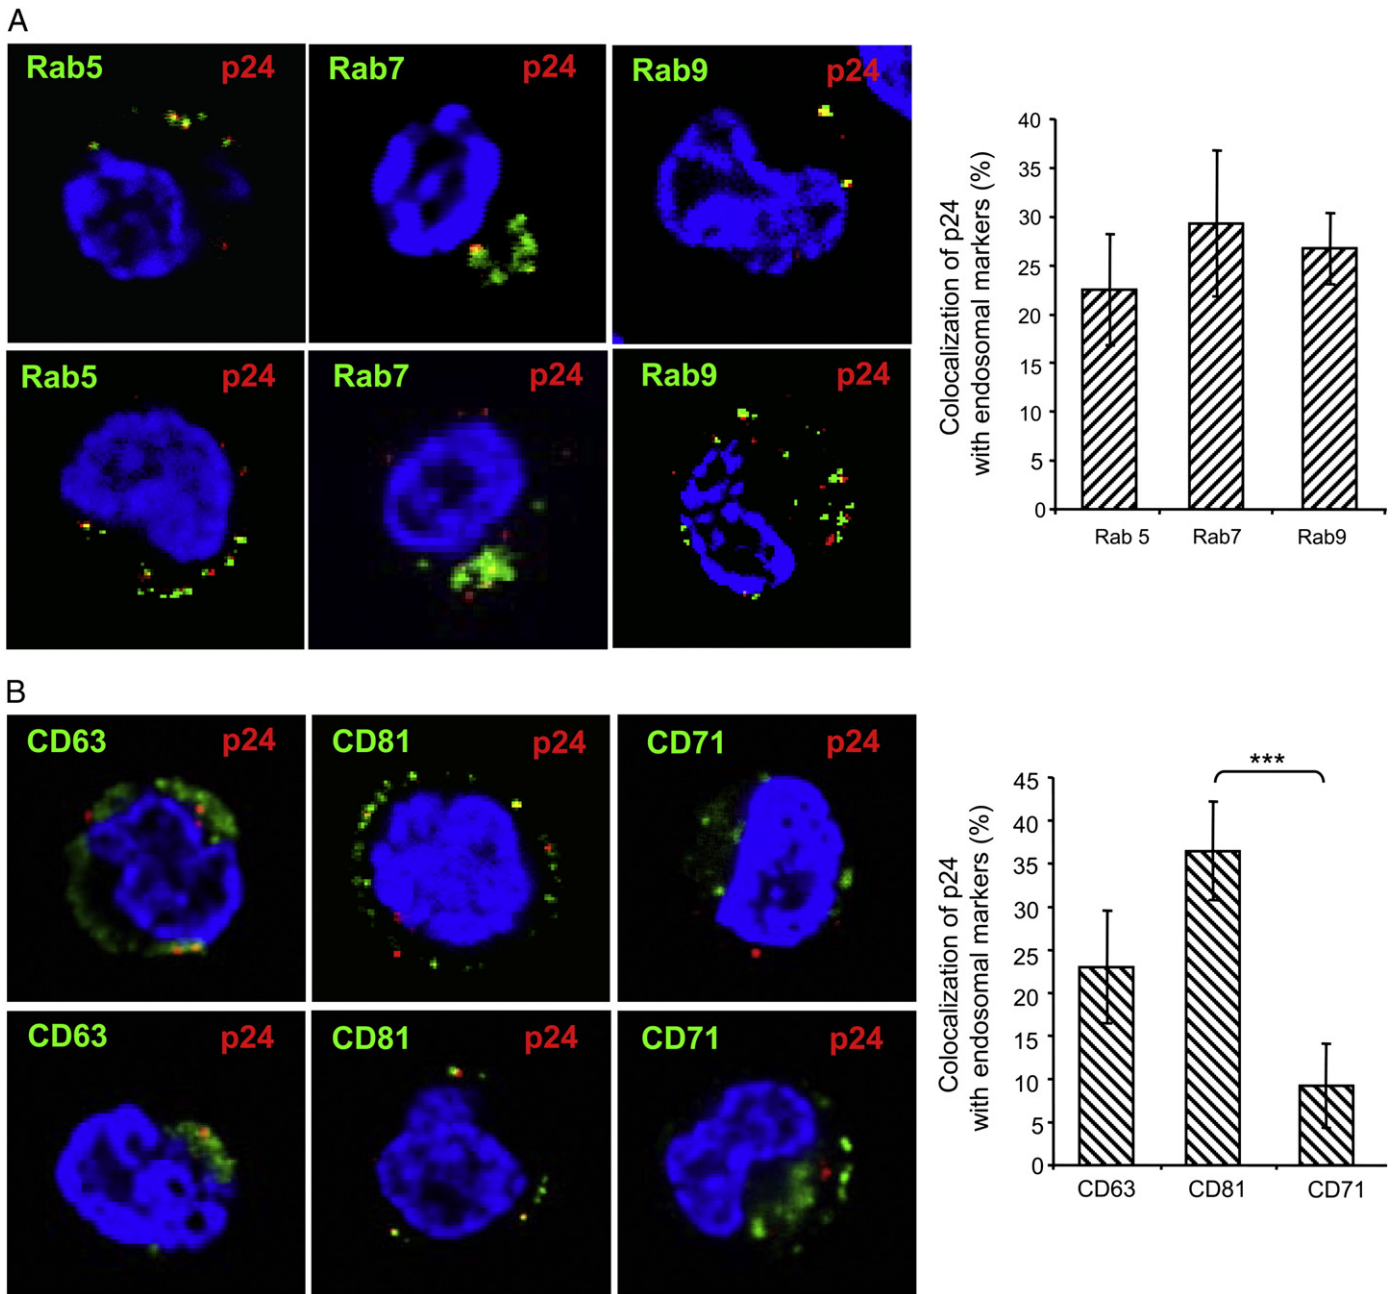 A
Rab5 p24
Rab7 p24
Rab9 p24
Rab5 p24
Rab7 p24
Rab9 p24
Colocalization of p24
with endosomal markers (%)
40
35
30
25
20
15
10
5
0
Rab 5 Rab7 Rab9
B
CD63 p24
CD81 p24
CD71 p24
CD63 p24
CD81 p24
CD71 p24
Colocalization of p24
with endosomal markers (%)
45
40
35
30
25
20
15
10
5
0
***
CD63 CD81 CD71